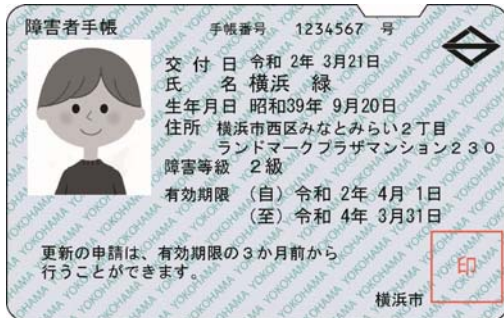 障害者手帳
手帳番号 1234567 号
交付日 令和 2年 3月21日
氏 名 横浜 緑
生年月日 昭和39年 9月20日
住所 横浜市西区みなとみらい2丁目
ランドマークプラザマンション230
障害等級 2級
有効期限 (自)令和 2年 4月 1日
(至)令和 4年 3月31日
更新の申請は、有効期限の3か月前から
行うことができます。
印
横浜市
YOKOHAMA